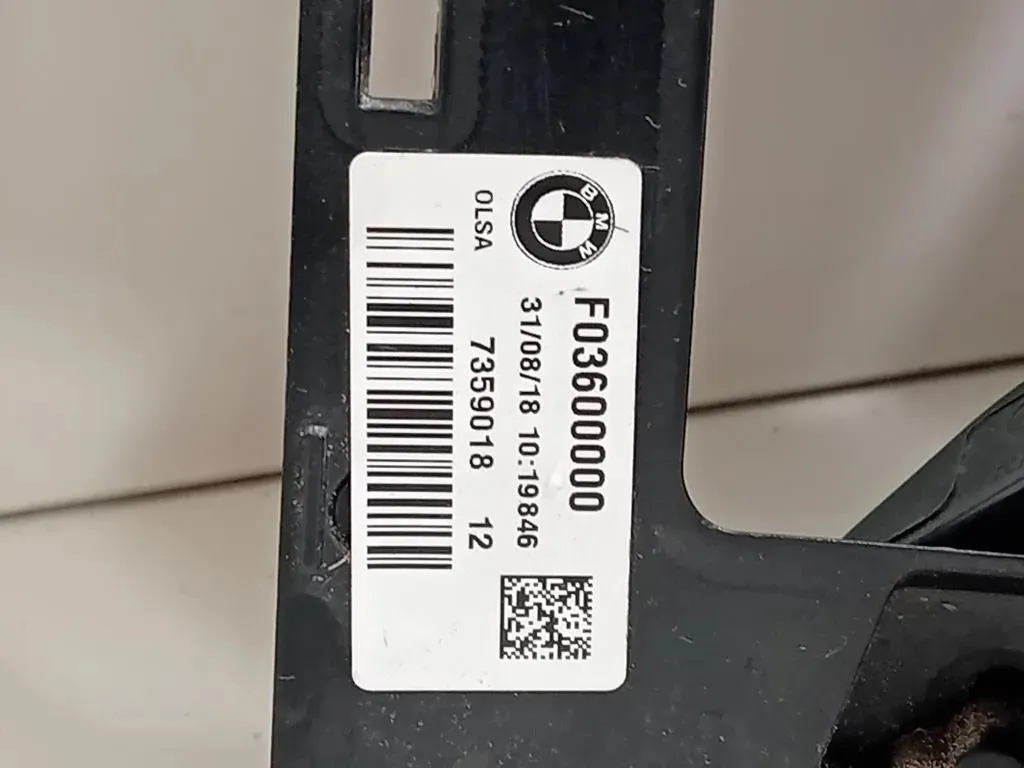 BMW
F03600000
31/08/18 10:19846
OLSA
7359018 12